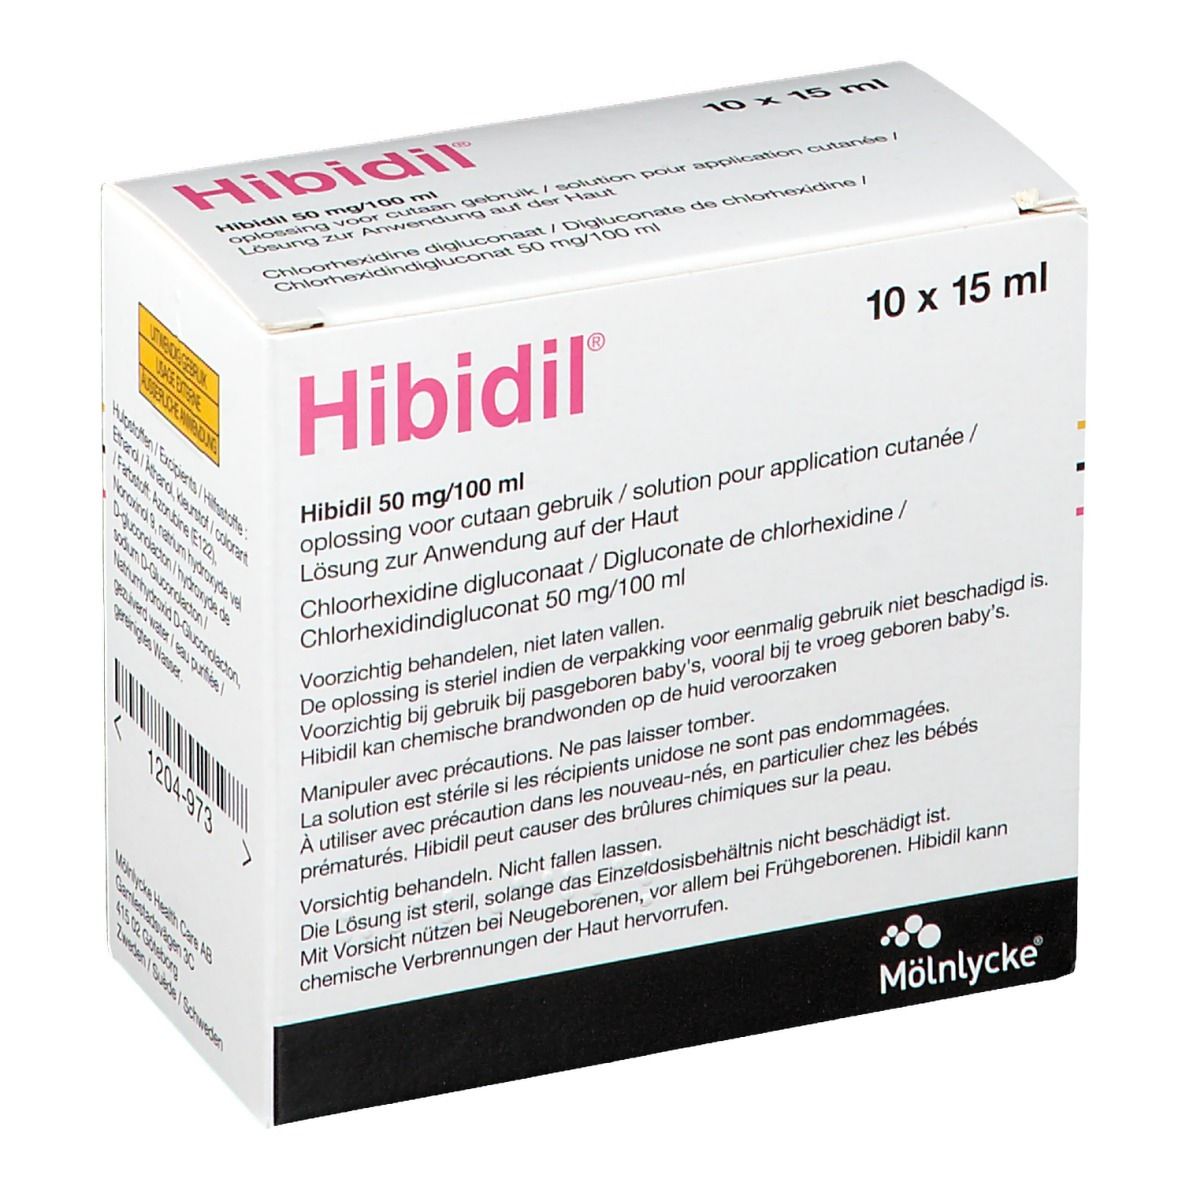 10 x 15 ml
Hibidil®
Hibidil 50 mg/100 ml
oplossing voor cutaan gebruik / solution pour application cutanée /
Lösung zur Anwendung auf der Haut
Chloorhexidine digluconaat / Digluconate de chlorhexidine /
Chlorhexidindigluconat 50 mg/100 ml
10 x 15 ml
Hibidil®
Hibidil 50 mg/100 ml
oplossing voor cutaan gebruik / solution pour application cutanée /
Lösung zur Anwendung auf der Haut
Chloorhexidine digluconaat / Digluconate de chlorhexidine /
Chlorhexidindigluconat 50 mg/100 ml
Voorzichtig behandelen, niet laten vallen.
De oplossing is steriel indien de verpakking voor eenmalig gebruik niet beschadigd is.
Voorzichtig bij gebruik bij pasgeboren baby's, vooral bij te vroeg geboren baby's.
Hibidil kan chemische brandwonden op de huid veroorzaken
Manipuler avec précautions. Ne pas laisser tomber.
La solution est stérile si les récipients unidose ne sont pas endommagées.
À utiliser avec précaution dans les nouveau-nés, en particulier chez les bébés
prématurés. Hibidil peut causer des brûlures chimiques sur la peau.
Vorsichtig behandeln. Nicht fallen lassen.
Die Lösung ist steril, solange das Einzeldosisbehältnis nicht beschädigt ist.
Mit Vorsicht nützen bei Neugeborenen, vor allem bei Frühgeborenen. Hibidil kann
chemische Verbrennungen der Haut hervorrufen.
Mölnlycke®
UITWENDIG GEBRUIK
USAGE EXTERNE
ÄUSSERLICHE ANWENDUNG
Hulpstoffen / Excipients / Hilfsstoffe :
Ethanol / Äthanol, kleurstof / colorant
/ Farbstoff: Azorubine (E122),
Nonoxinol 9, natrium hydroxyde vel
D-gluconolacton / hydroxyde de
sodium D-Gluconolacton /
Natriumhydroxid D-Gluconolacton,
gezuiverd water / eau purifiée /
gereinigtes Wasser.
< 1204-973 >
Mölnlycke Health Care AB
Gamlestadsvägen 3C
415 02 Göteborg
Zweden / Suède / Schweden